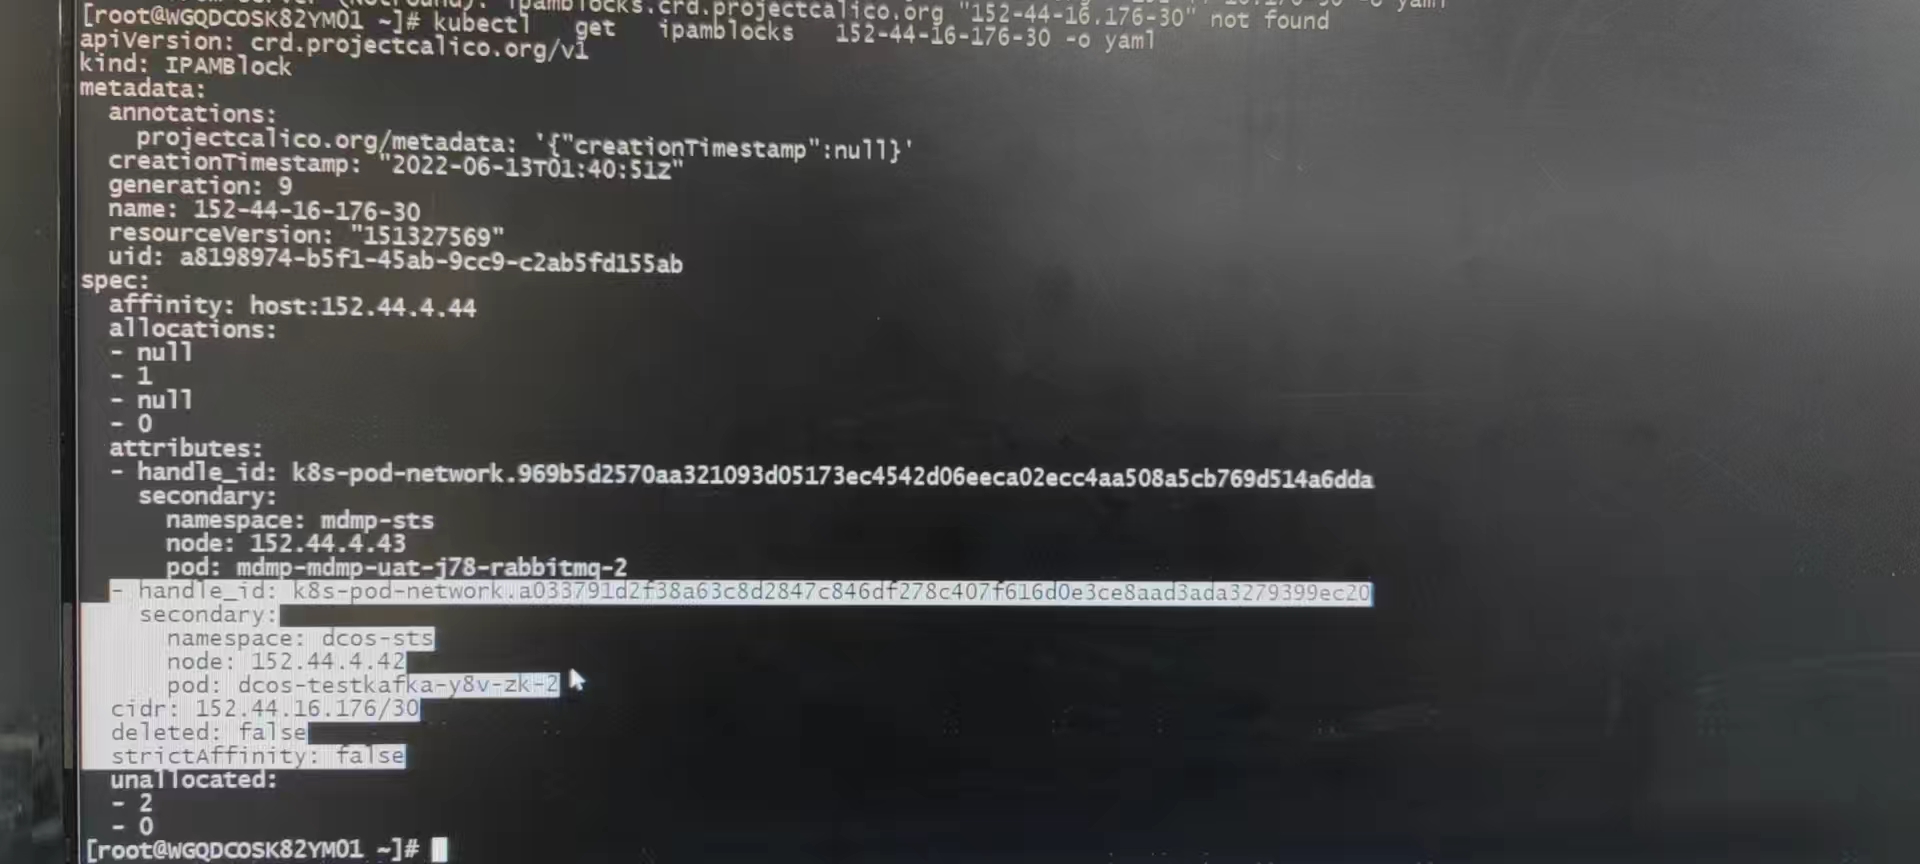 ipamblocks.crd.projectcalico.org "152-44-16.176-30" not found
[root@WGQDCOSK82YM01 ~]# kubectl   get   ipamblocks   152-44-16-176-30 -o yaml
apiVersion: crd.projectcalico.org/v1
kind: IPAMBlock
metadata:
  annotations:
    projectcalico.org/metadata: '{"creationTimestamp":null}'
  creationTimestamp: "2022-06-13T01:40:51Z"
  generation: 9
  name: 152-44-16-176-30
  resourceVersion: "151327569"
  uid: a8198974-b5f1-45ab-9cc9-c2ab5fd155ab
spec:
  affinity: host:152.44.4.44
  allocations:
  - null
  - 1
  - null
  - 0
  attributes:
  - handle_id: k8s-pod-network.969b5d2570aa321093d05173ec4542d06eeca02ecc4aa508a5cb769d514a6dda
    secondary:
      namespace: mdmp-sts
      node: 152.44.4.43
      pod: mdmp-mdmp-uat-j78-rabbitmq-2
  - handle_id: k8s-pod-network.a033791d2f38a63c8d2847c846df278c407f616d0e3ce8aad3ada3279399ec20
    secondary:
      namespace: dcos-sts
      node: 152.44.4.42
      pod: dcos-testkafka-y8v-zk-2
  cidr: 152.44.16.176/30
  deleted: false
  strictAffinity: false
  unallocated:
  - 2
  - 0
[root@WGQDCOSK82YM01 ~]#